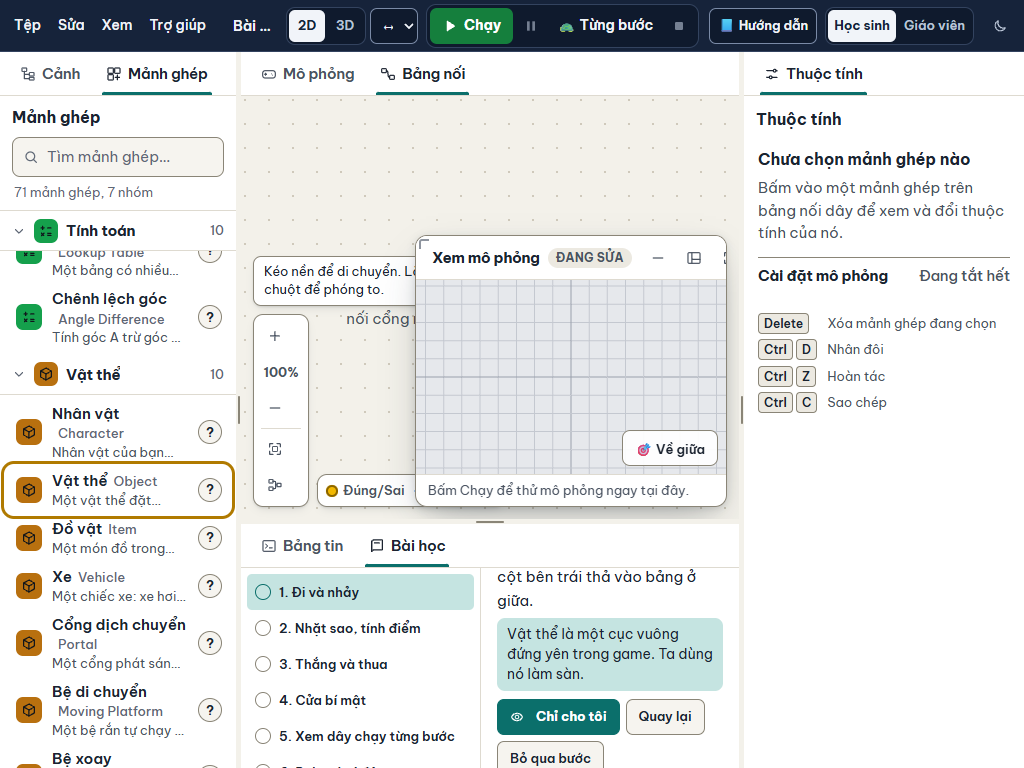 Tệp Sửa Xem Trợ giúp Bài ... 2D 3D ↔ Chạy Từng bước Hướng dẫn Học sinh Giáo viên
Cảnh Mảnh ghép
Mảnh ghép
Tìm mảnh ghép...
71 mảnh ghép, 7 nhóm
Tính toán 10
Lookup Table ?
Một bảng có nhiều...
Chênh lệch góc
Angle Difference ?
Tính góc A trừ góc ...
Vật thể 10
Nhân vật
Character ?
Nhân vật của bạn...
Vật thể Object ?
Một vật thể đặt...
Đồ vật Item ?
Một món đồ trong...
Xe Vehicle ?
Một chiếc xe: xe hơi...
Cổng dịch chuyển
Portal ?
Một cổng phát sán...
Bệ di chuyển
Moving Platform ?
Một bệ rắn tự chạy ...
Bệ xoay
Mô phỏng Bảng nối
Kéo nền để di chuyển.
chuột để phóng to.
nối cổng
+
100%
−
Đúng/Sai
Xem mô phỏng ĐANG SỬA
Về giữa
Bấm Chạy để thử mô phỏng ngay tại đây.
Bảng tin Bài học
1. Đi và nhảy
2. Nhặt sao, tính điểm
3. Thắng và thua
4. Cửa bí mật
5. Xem dây chạy từng bước
cột bên trái thả vào bảng ở
giữa.
Vật thể là một cục vuông
đứng yên trong game. Ta dùng
nó làm sàn.
Chỉ cho tôi Quay lại
Bỏ qua bước
Thuộc tính
Thuộc tính
Chưa chọn mảnh ghép nào
Bấm vào một mảnh ghép trên
bảng nối dây để xem và đổi thuộc
tính của nó.
Cài đặt mô phỏng Đang tắt hết
Delete Xóa mảnh ghép đang chọn
Ctrl D Nhân đôi
Ctrl Z Hoàn tác
Ctrl C Sao chép